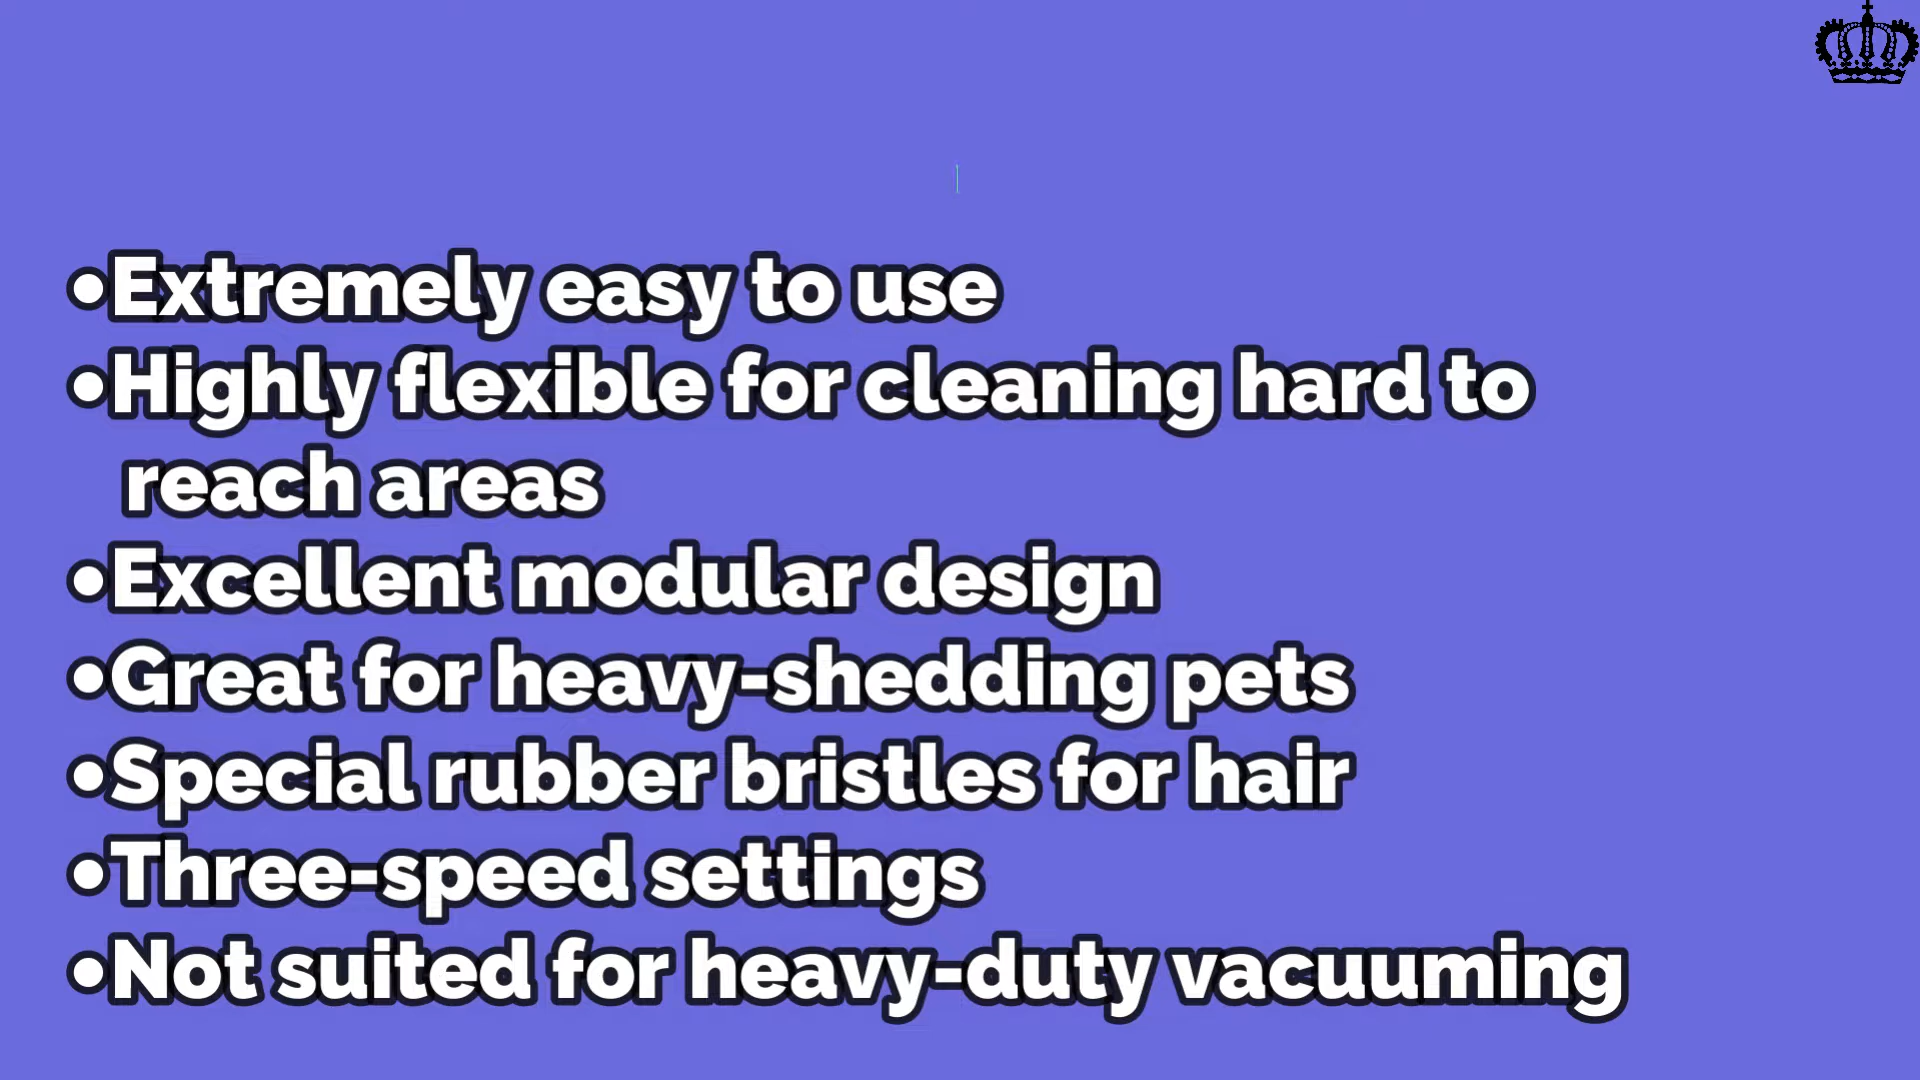 •Extremely easy to use
•Highly flexible for cleaning hard to
reach areas
•Excellent modular design
•Great for heavy-shedding pets
•Special rubber bristles for hair
•Three-speed settings
•Not suited for heavy-duty vacuuming